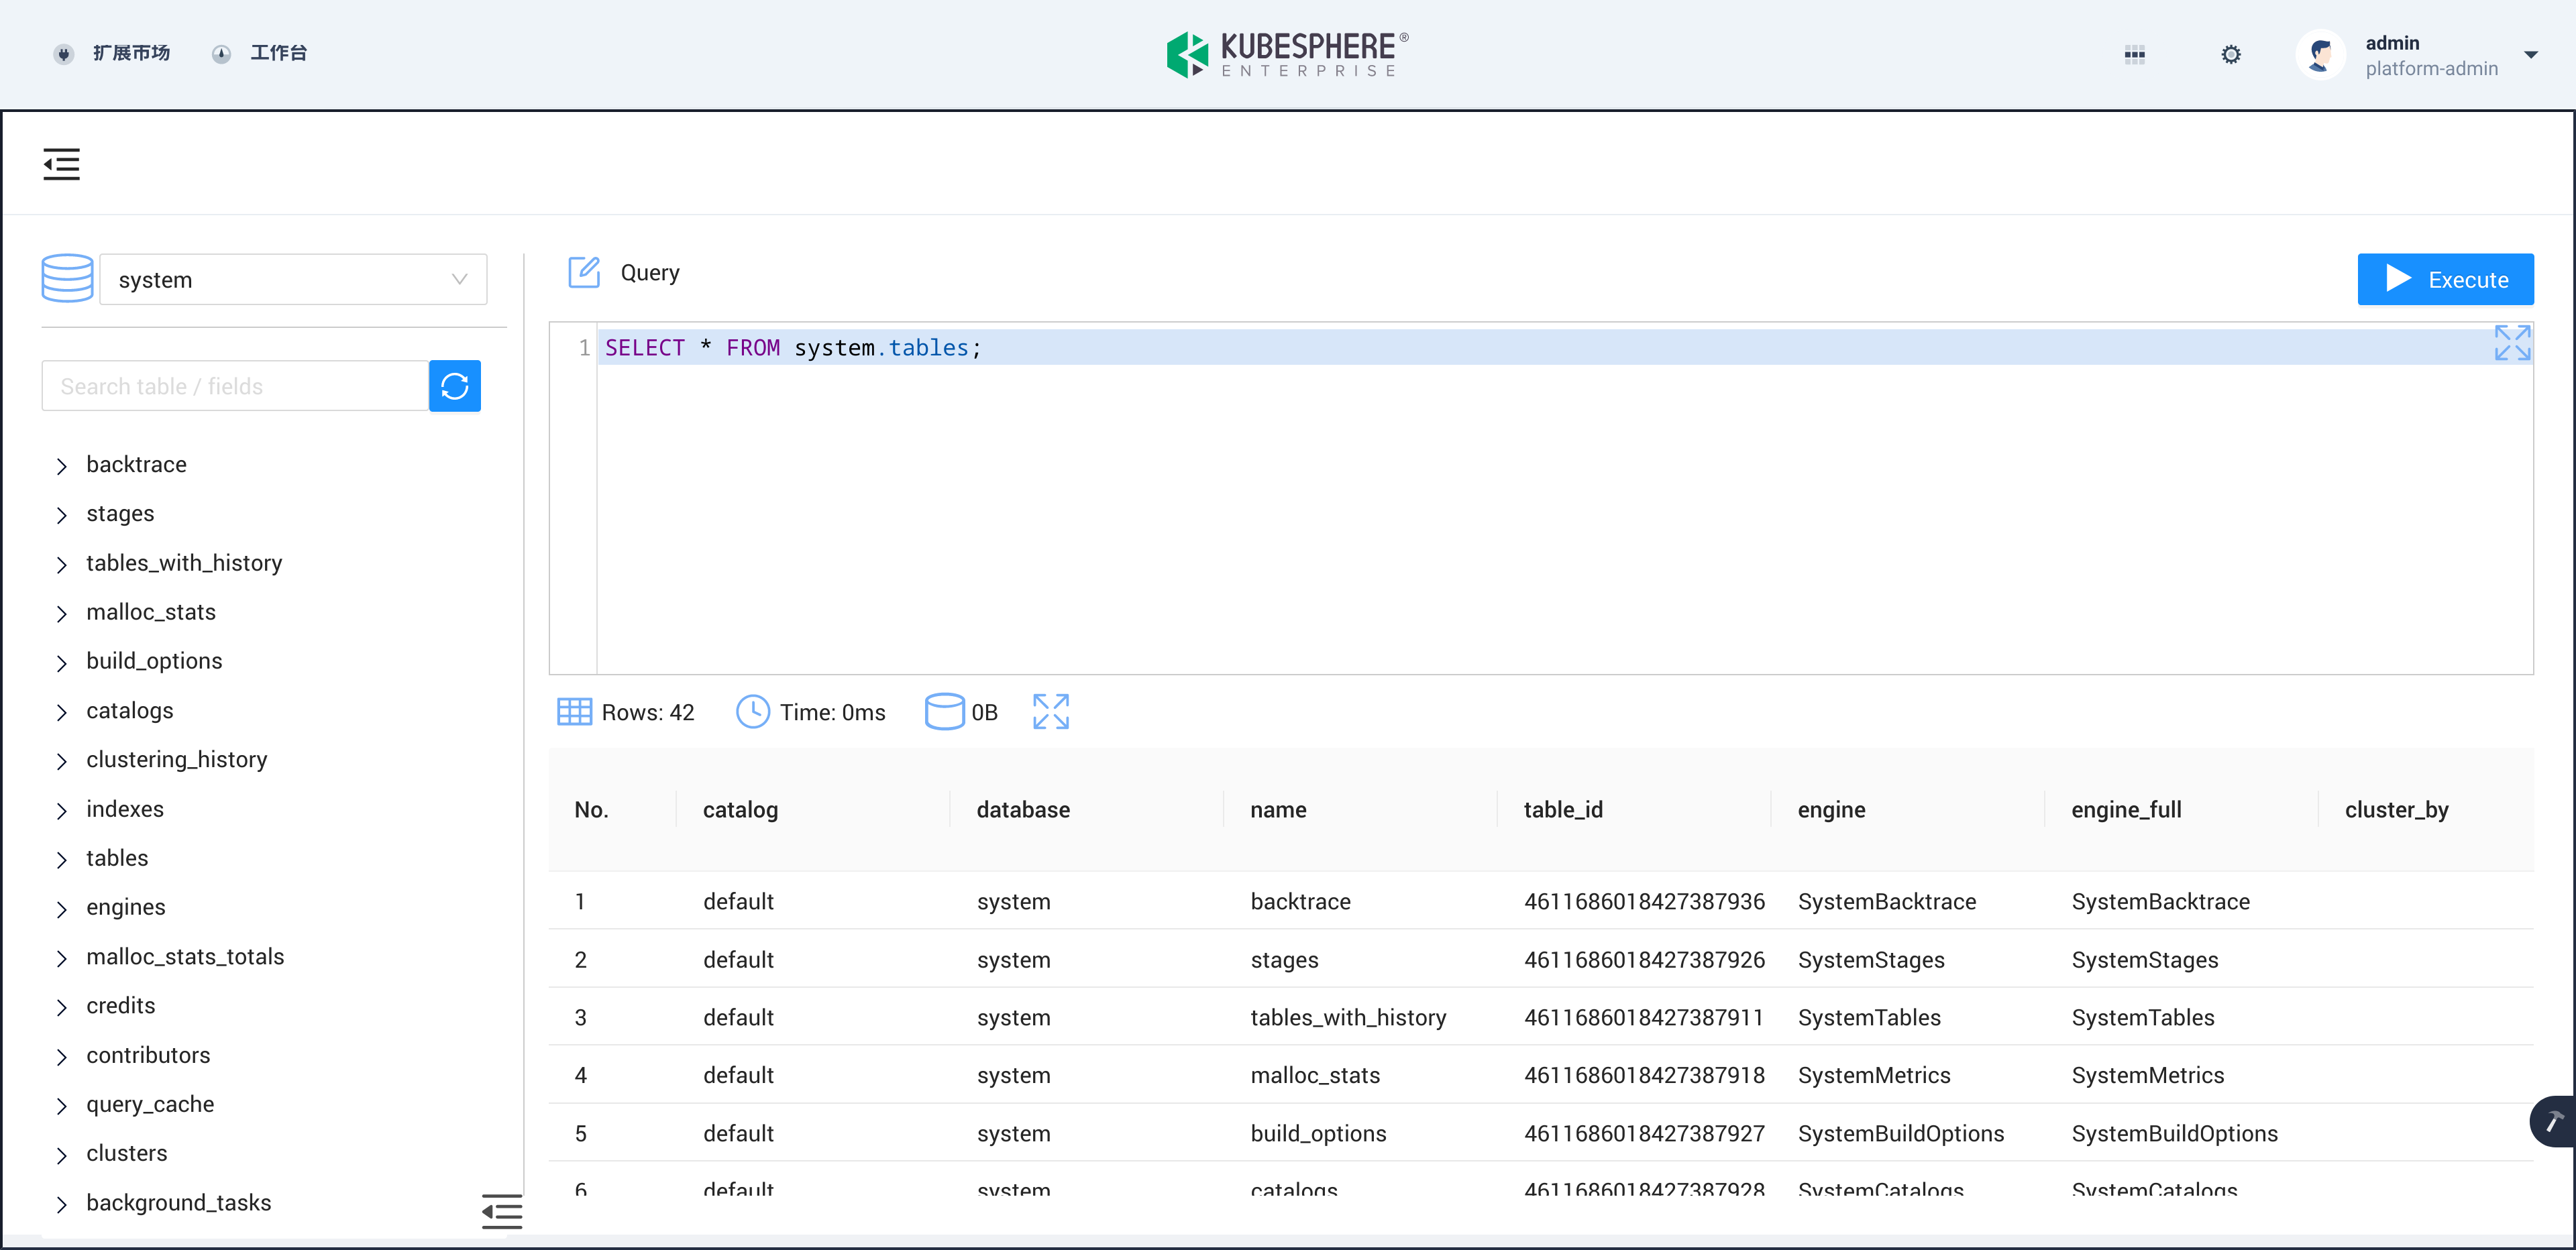 扩展市场 工作台
KUBESPHERE®
ENTERPRISE
admin
platform-admin
system
Search table / fields
backtrace
stages
tables_with_history
malloc_stats
build_options
catalogs
clustering_history
indexes
tables
engines
malloc_stats_totals
credits
contributors
query_cache
clusters
background_tasks
Query
Execute
1 SELECT * FROM system.tables;
Rows: 42 Time: 0ms 0B
No. catalog database name table_id engine engine_full cluster_by
1 default system backtrace 4611686018427387936 SystemBacktrace SystemBacktrace
2 default system stages 4611686018427387926 SystemStages SystemStages
3 default system tables_with_history 4611686018427387911 SystemTables SystemTables
4 default system malloc_stats 4611686018427387918 SystemMetrics SystemMetrics
5 default system build_options 4611686018427387927 SystemBuildOptions SystemBuildOptions
6 default system catalogs 4611686018427387928 SystemCatalogs SystemCatalogs